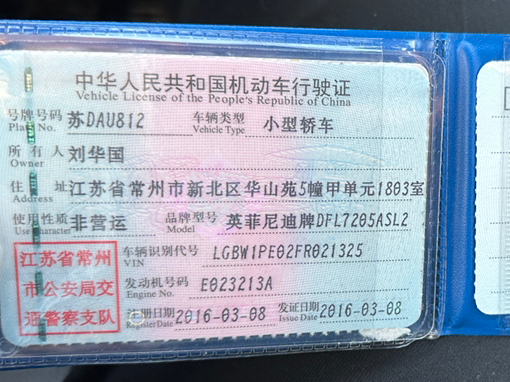 中华人民共和国机动车行驶证
Vehicle License of the People's Republic of China
号牌号码 Plate No. 苏DAU812 车辆类型 Vehicle Type 小型轿车
所有人 Owner 刘华国
住址 Address 江苏省常州市新北区华山苑5幢甲单元1803室
使用性质 Use Character 非营运 品牌型号 Model 英菲尼迪牌DFL7205ASL2
车辆识别代号 VIN LGBW1PE02FR021325
发动机号码 Engine No. E023213A
注册日期 Register Date 2016-03-08 发证日期 Issue Date 2016-03-08
江苏省常州
市公安局交
通警察支队